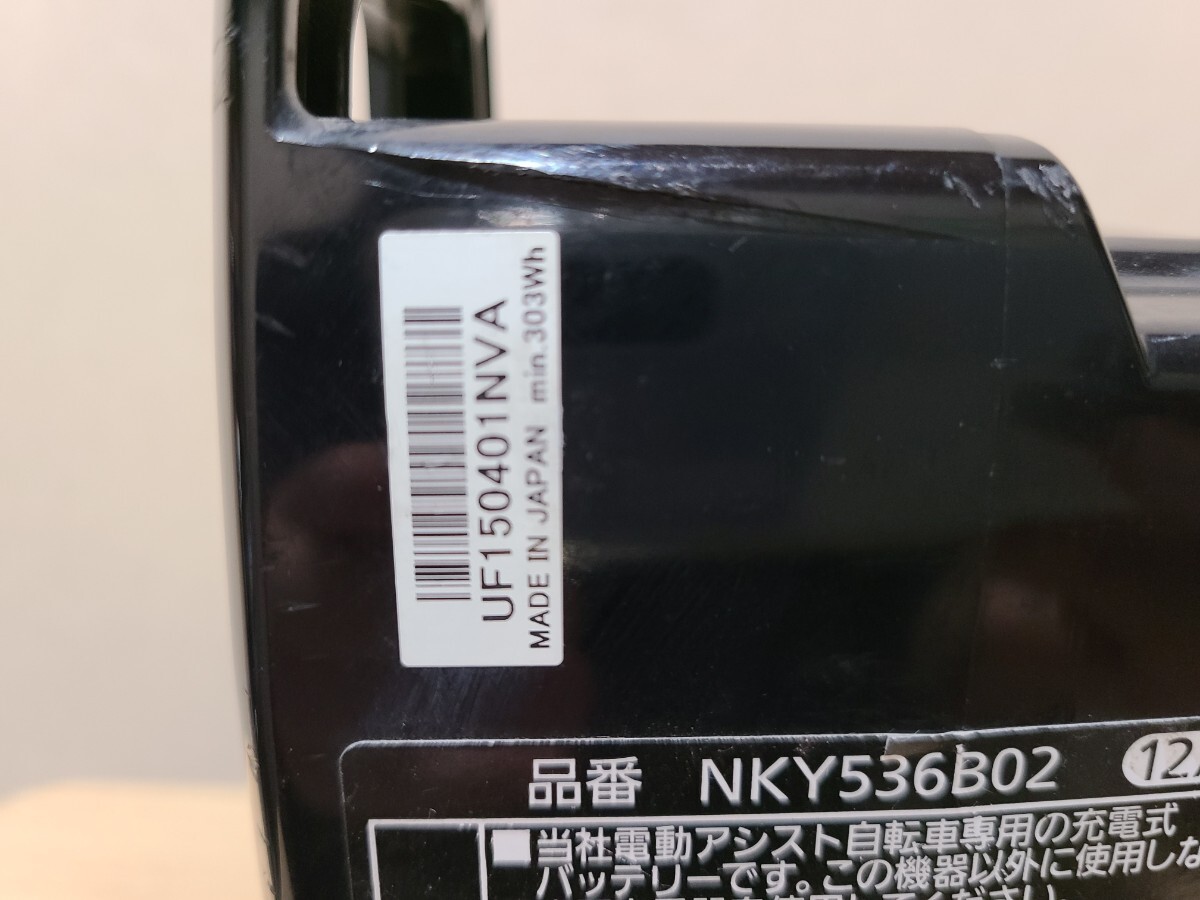 UF150401NVA
MADE IN JAPAN min.303Wh
品番 NKY536B02 12
■当社電動アシスト自転車専用の充電式
バッテリーです。この機器以外に使用しな